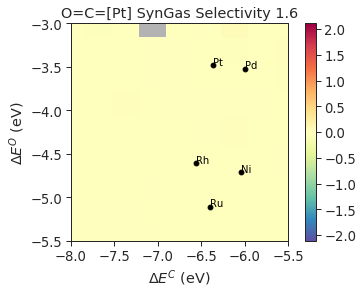 O=C=[Pt] SynGas Selectivity 1.6
−3.0
−3.5
−4.0
−4.5
−5.0
−5.5
ΔE^O (eV)
Pt
Pd
Rh
Ni
Ru
−8.0 −7.5 −7.0 −6.5 −6.0 −5.5
ΔE^C (eV)
2.0
1.5
1.0
0.5
0.0
−0.5
−1.0
−1.5
−2.0